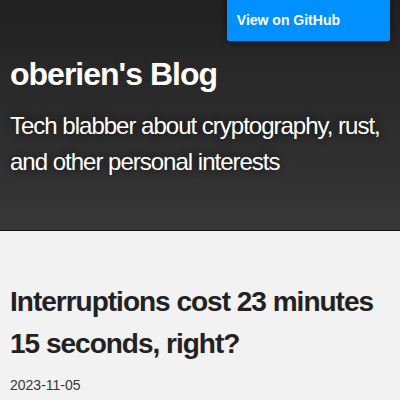 View on GitHub
oberien's Blog
Tech blabber about cryptography, rust,
and other personal interests
Interruptions cost 23 minutes
15 seconds, right?
2023-11-05